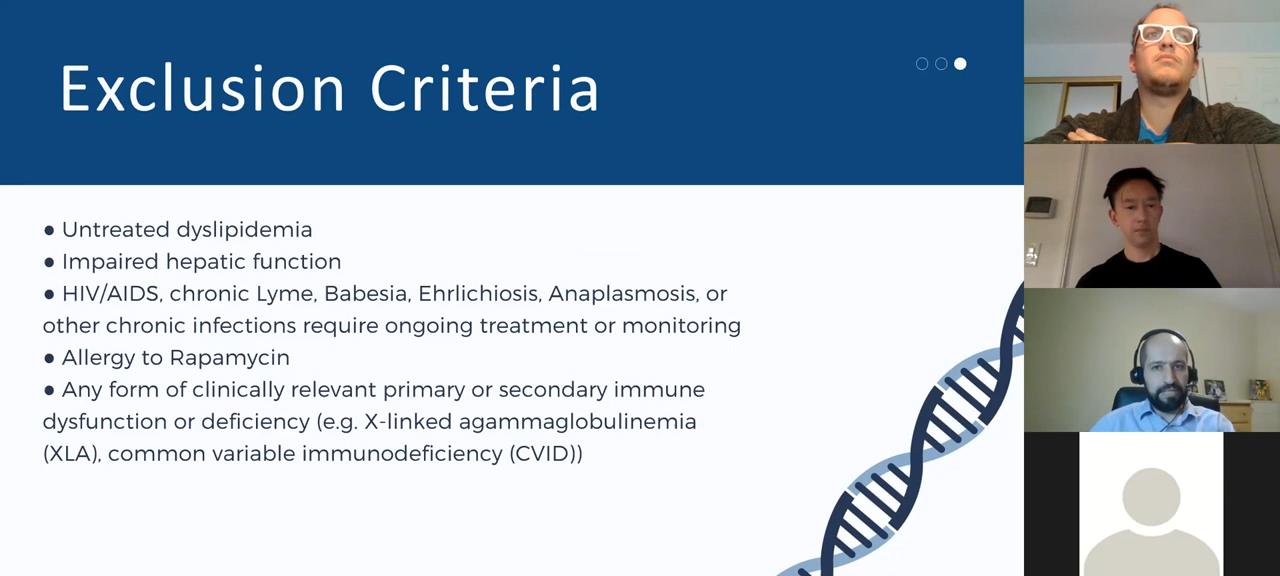 Exclusion Criteria
● Untreated dyslipidemia
● Impaired hepatic function
● HIV/AIDS, chronic Lyme, Babesia, Ehrlichiosis, Anaplasmosis, or
other chronic infections require ongoing treatment or monitoring
● Allergy to Rapamycin
● Any form of clinically relevant primary or secondary immune
dysfunction or deficiency (e.g. X-linked agammaglobulinemia
(XLA), common variable immunodeficiency (CVID))